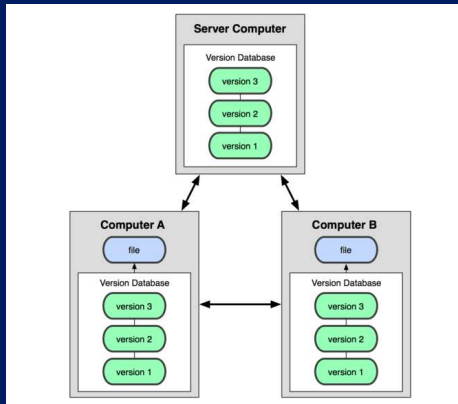 Server Computer
Version Database
version 3
version 2
version 1
Computer A
file
Version Database
version 3
version 2
version 1
Computer B
file
Version Database
version 3
version 2
version 1